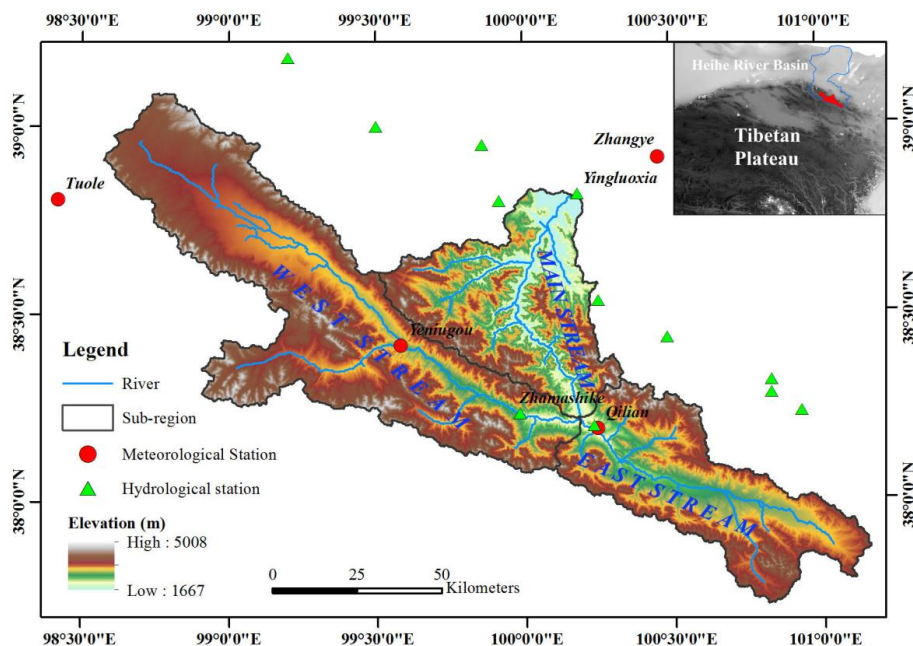 98°30'0"E 99°0'0"E 99°30'0"E 100°0'0"E 100°30'0"E 101°0'0"E
39°0'0"N
38°30'0"N
38°0'0"N
39°0'0"N
38°30'0"N
38°0'0"N
Heihe River Basin
Tibetan
Plateau
Zhangye
Yingluoxia
Tuole
MAIN STREAM
WEST STREAM
Yeniugou
Zhamashike
Qilian
EAST STREAM
Legend
River
Sub-region
Meteorological Station
Hydrological station
Elevation (m)
High : 5008
Low : 1667
0 25 50
Kilometers
98°30'0"E 99°0'0"E 99°30'0"E 100°0'0"E 100°30'0"E 101°0'0"E